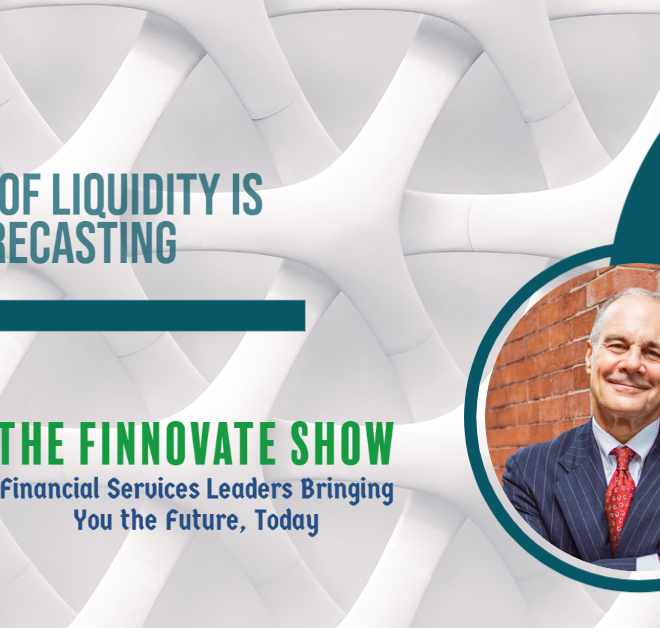 OF LIQUIDITY IS
RECASTING
THE FINNOVATE SHOW
Financial Services Leaders Bringing
You the Future, Today